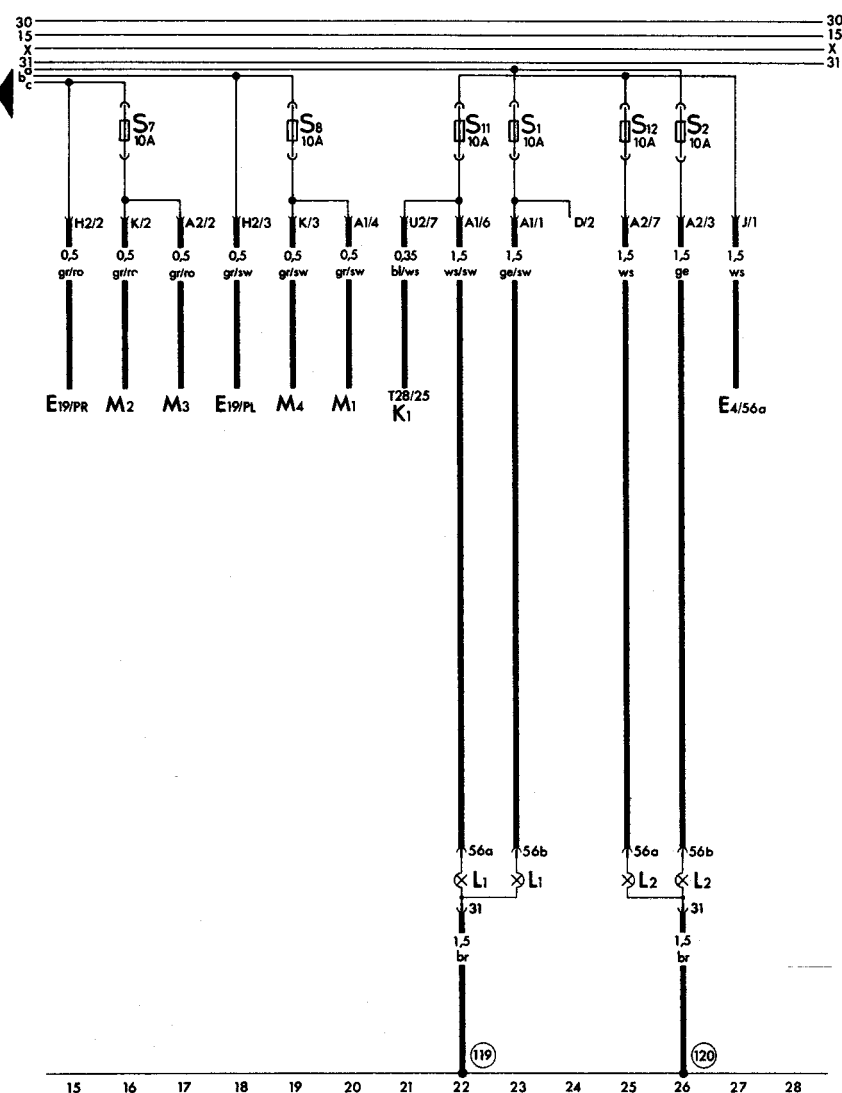 30 30
15 15
X X
31 31
a
b
c
S7 10A S8 10A S11 10A S1 10A S12 10A S2 10A
H2/2 K/2 A2/2 H2/3 K/3 A1/4 U2/7 A1/6 A1/1 D/2 A2/7 A2/3 J/1
0,5 0,5 0,5 0,5 0,5 0,5 0,35 1,5 1,5 1,5 1,5 1,5
gr/ro gr/ro gr/sw gr/sw gr/sw bl/ws ws/sw ge/sw ws ge ws
T28/25
E19/PR M2 M3 E19/PL M4 M1 K1 E4/56a
56a 56b 56a 56b
L1 L1 L2 L2
31 31
1,5 1,5
br br
119 120
15 16 17 18 19 20 21 22 23 24 25 26 27 28